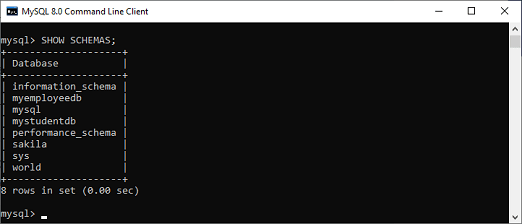 MySQL 8.0 Command Line Client
mysql> SHOW SCHEMAS;
+--------------------+
| Database           |
+--------------------+
| information_schema |
| myemployeedb       |
| mysql              |
| mystudentdb        |
| performance_schema |
| sakila             |
| sys                |
| world              |
+--------------------+
8 rows in set (0.00 sec)
mysql>